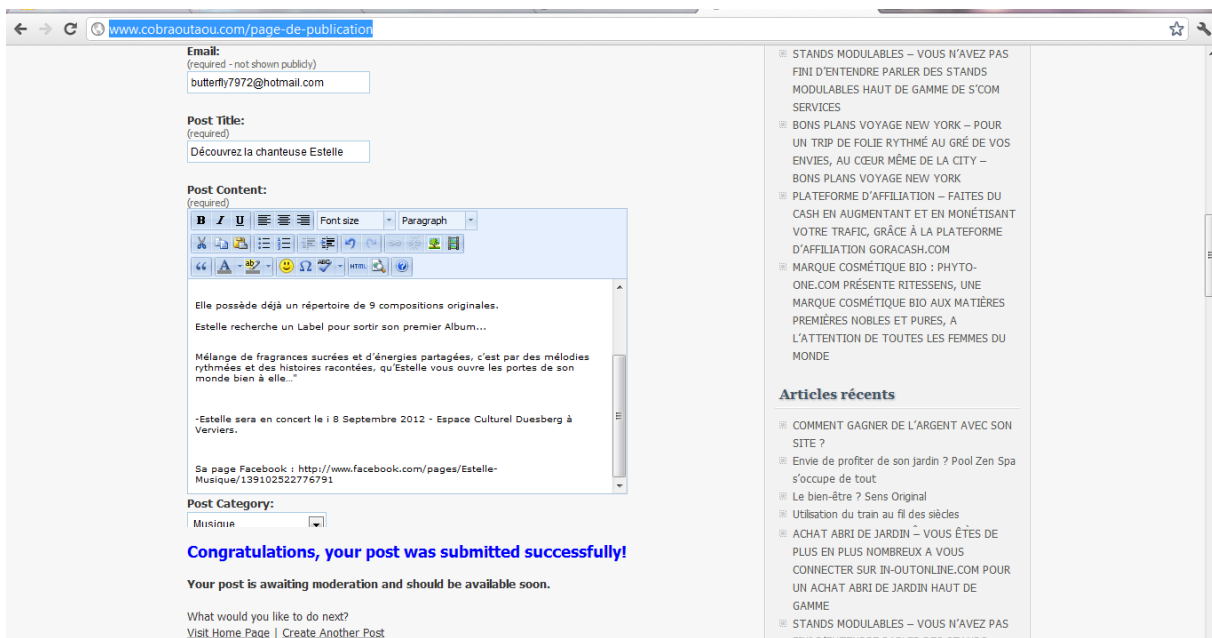 www.cobraoutaou.com/page-de-publication
Email:
(required - not shown publicly)
butterfly7972@hotmail.com
Post Title:
(required)
Découvrez la chanteuse Estelle
Post Content:
(required)
B I U Font size Paragraph
ABC HTML
Elle possède déjà un répertoire de 9 compositions originales.
Estelle recherche un Label pour sortir son premier Album...
Mélange de fragrances sucrées et d'énergies partagées, c'est par des mélodies
rythmées et des histoires racontées, qu'Estelle vous ouvre les portes de son
monde bien à elle..."
-Estelle sera en concert le i 8 Septembre 2012 - Espace Culturel Duesberg à
Verviers.
Sa page Facebook : http://www.facebook.com/pages/Estelle-
Musique/139102522776791
Post Category:
Musique
Congratulations, your post was submitted successfully!
Your post is awaiting moderation and should be available soon.
What would you like to do next?
Visit Home Page | Create Another Post
STANDS MODULABLES – VOUS N'AVEZ PAS
FINI D'ENTENDRE PARLER DES STANDS
MODULABLES HAUT DE GAMME DE S'COM
SERVICES
BONS PLANS VOYAGE NEW YORK – POUR
UN TRIP DE FOLIE RYTHMÉ AU GRÉ DE VOS
ENVIES, AU CŒUR MÊME DE LA CITY –
BONS PLANS VOYAGE NEW YORK
PLATEFORME D'AFFILIATION – FAITES DU
CASH EN AUGMENTANT ET EN MONÉTISANT
VOTRE TRAFIC, GRÂCE À LA PLATEFORME
D'AFFILIATION GORACASH.COM
MARQUE COSMÉTIQUE BIO : PHYTO-
ONE.COM PRÉSENTE RITESSENS, UNE
MARQUE COSMÉTIQUE BIO AUX MATIÈRES
PREMIÈRES NOBLES ET PURES, A
L'ATTENTION DE TOUTES LES FEMMES DU
MONDE
Articles récents
COMMENT GAGNER DE L'ARGENT AVEC SON
SITE ?
Envie de profiter de son jardin ? Pool Zen Spa
s'occupe de tout
Le bien-être ? Sens Original
Utilisation du train au fil des siècles
ACHAT ABRI DE JARDIN – VOUS ÊTES DE
PLUS EN PLUS NOMBREUX A VOUS
CONNECTER SUR IN-OUTONLINE.COM POUR
UN ACHAT ABRI DE JARDIN HAUT DE
GAMME
STANDS MODULABLES – VOUS N'AVEZ PAS